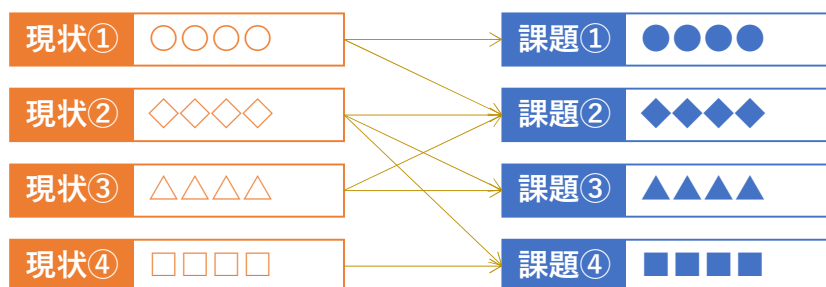 現状① ○○○○
課題① ●●●●
現状② ◇◇◇◇
課題② ◆◆◆◆
現状③ △△△△
課題③ ▲▲▲▲
現状④ □□□□
課題④ ■■■■